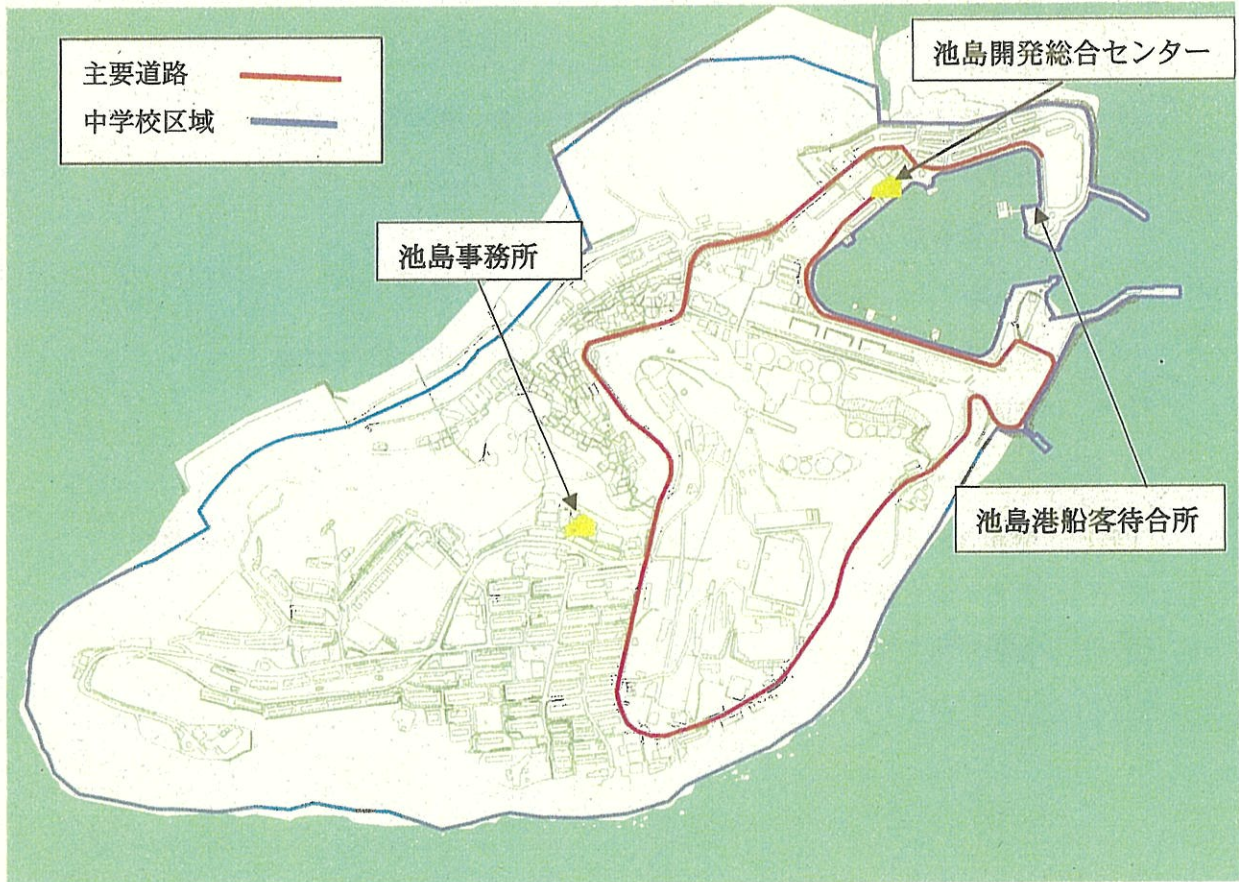 主要道路
中学校区域
池島開発総合センター
池島事務所
池島港船客待合所